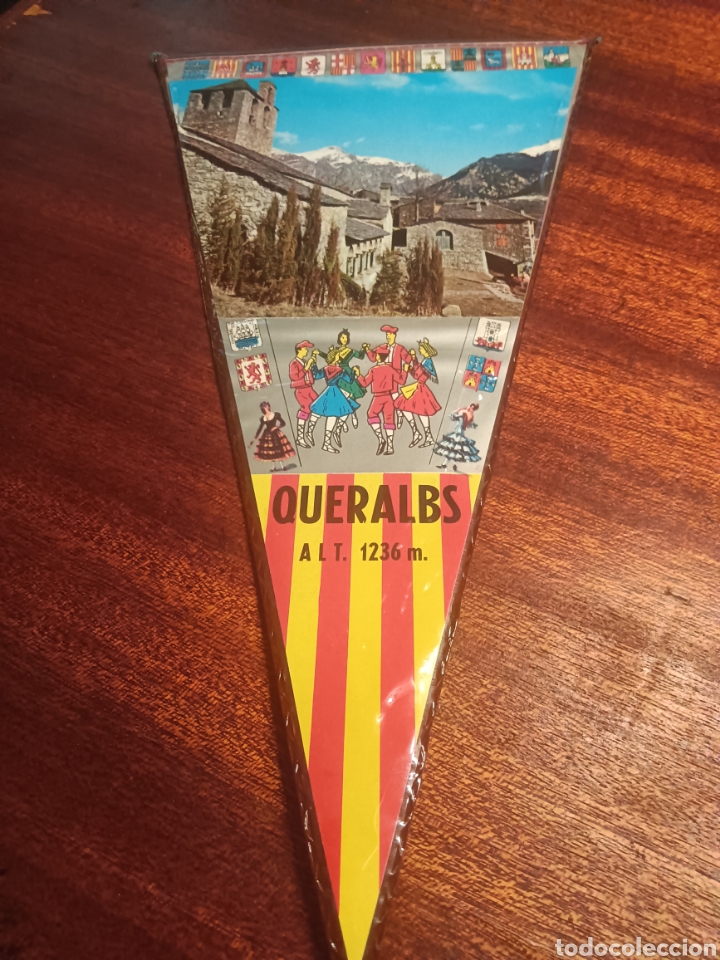 QUERALBS
ALT. 1236 m.
todocoleccion